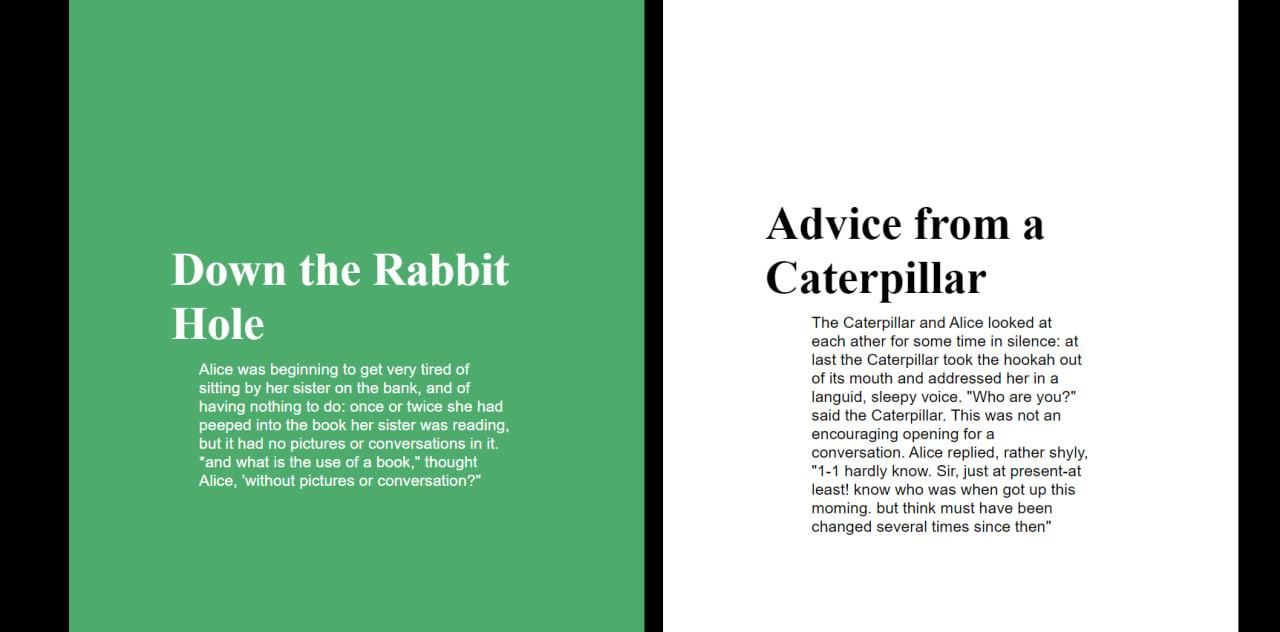 Down the Rabbit
Hole
Alice was beginning to get very tired of
sitting by her sister on the bank, and of
having nothing to do: once or twice she had
peeped into the book her sister was reading,
but it had no pictures or conversations in it.
*and what is the use of a book," thought
Alice, 'without pictures or conversation?"
Advice from a
Caterpillar
The Caterpillar and Alice looked at
each ather for some time in silence: at
last the Caterpillar took the hookah out
of its mouth and addressed her in a
languid, sleepy voice. "Who are you?"
said the Caterpillar. This was not an
encouraging opening for a
conversation. Alice replied, rather shyly,
"1-1 hardly know. Sir, just at present-at
least! know who was when got up this
moming. but think must have been
changed several times since then"